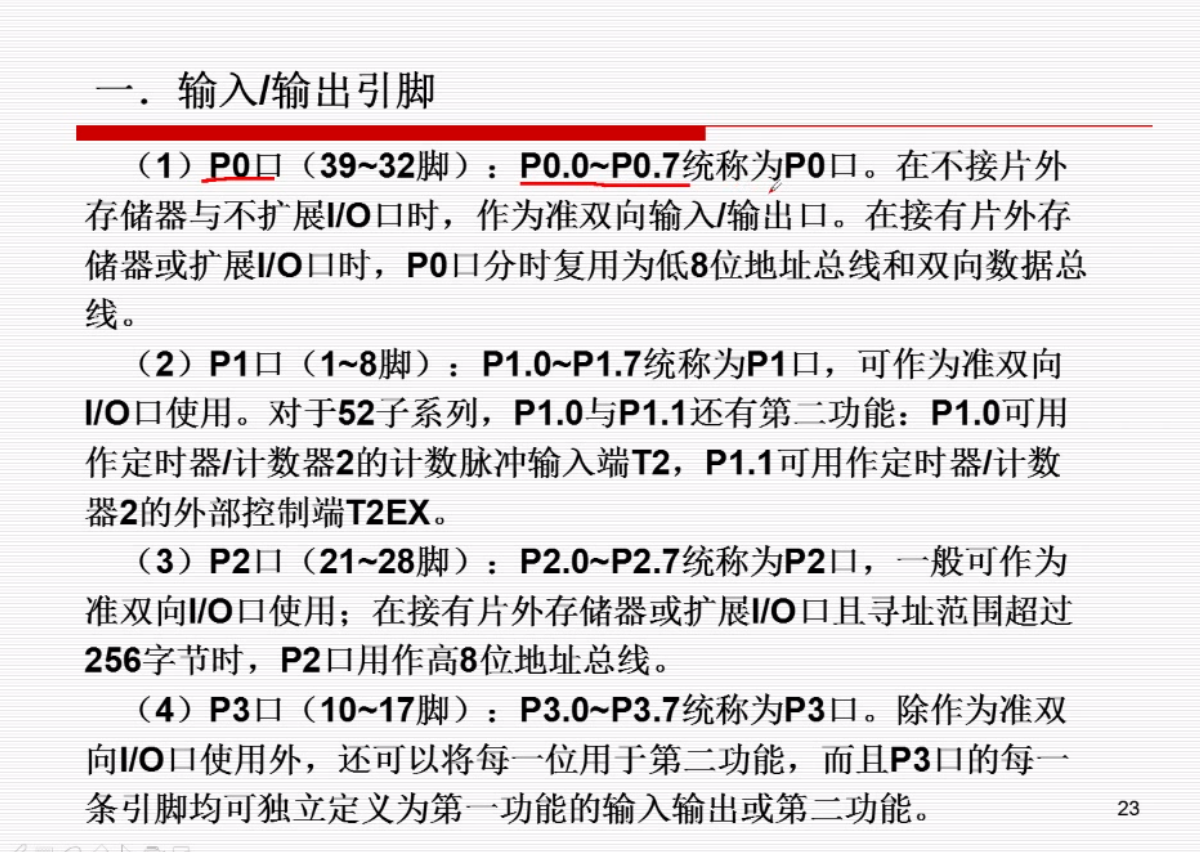 一．输入/输出引脚
（1）P0口（39~32脚）：P0.0~P0.7统称为P0口。在不接片外
存储器与不扩展I/O口时，作为准双向输入/输出口。在接有片外存
储器或扩展I/O口时，P0口分时复用为低8位地址总线和双向数据总
线。
（2）P1口（1~8脚）：P1.0~P1.7统称为P1口，可作为准双向
I/O口使用。对于52子系列，P1.0与P1.1还有第二功能：P1.0可用
作定时器/计数器2的计数脉冲输入端T2，P1.1可用作定时器/计数
器2的外部控制端T2EX。
（3）P2口（21~28脚）：P2.0~P2.7统称为P2口，一般可作为
准双向I/O口使用；在接有片外存储器或扩展I/O口且寻址范围超过
256字节时，P2口用作高8位地址总线。
（4）P3口（10~17脚）：P3.0~P3.7统称为P3口。除作为准双
向I/O口使用外，还可以将每一位用于第二功能，而且P3口的每一
条引脚均可独立定义为第一功能的输入输出或第二功能。
23